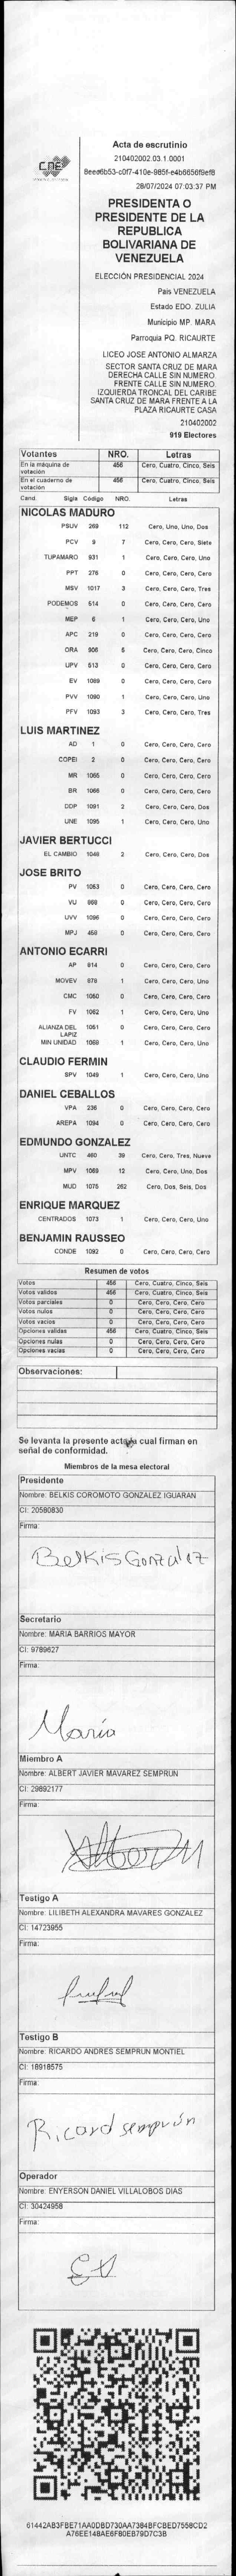 CNE
Acta de escrutinio
210402002.03.1.0001
28/07/2024 07:03:37 PM
PRESIDENTA O
PRESIDENTE DE LA
REPUBLICA
BOLIVARIANA DE
VENEZUELA
ELECCIÓN PRESIDENCIAL 2024
País VENEZUELA
Estado EDO. ZULIA
Municipio MP. MARA
Parroquia PQ. RICAURTE
LICEO JOSE ANTONIO ALMARZA
SECTOR SANTA CRUZ DE MARA
DERECHA CALLE SIN NUMERO.
FRENTE CALLE SIN NUMERO.
IZQUIERDA TRONCAL DEL CARIBE
SANTA CRUZ DE MARA FRENTE A LA
PLAZA RICAURTE CASA
210402002
919 Electores
Votantes NRO. Letras
En la máquina de votación 456 Cero, Cuatro, Cinco, Seis
En el cuaderno de votación 456 Cero, Cuatro, Cinco, Seis
Cand. Sigla Código NRO. Letras
NICOLAS MADURO
PSUV 269 112 Cero, Uno, Uno, Dos
PCV 9 7 Cero, Cero, Cero, Siete
TUPAMARO 931 1 Cero, Cero, Cero, Uno
PPT 276 0 Cero, Cero, Cero, Cero
MSV 1017 3 Cero, Cero, Cero, Tres
PODEMOS 514 0 Cero, Cero, Cero, Cero
MEP 6 1 Cero, Cero, Cero, Uno
APC 219 0 Cero, Cero, Cero, Cero
ORA 906 5 Cero, Cero, Cero, Cinco
UPV 513 0 Cero, Cero, Cero, Cero
EV 1089 0 Cero, Cero, Cero, Cero
PVV 1090 1 Cero, Cero, Cero, Uno
PFV 1093 3 Cero, Cero, Cero, Tres
LUIS MARTINEZ
AD 1 0 Cero, Cero, Cero, Cero
COPEI 2 0 Cero, Cero, Cero, Cero
MR 1065 0 Cero, Cero, Cero, Cero
BR 1066 0 Cero, Cero, Cero, Cero
DDP 1091 2 Cero, Cero, Cero, Dos
UNE 1095 1 Cero, Cero, Cero, Uno
JAVIER BERTUCCI
EL CAMBIO 1048 2 Cero, Cero, Cero, Dos
JOSE BRITO
PV 1053 0 Cero, Cero, Cero, Cero
VU 868 0 Cero, Cero, Cero, Cero
UVV 1096 0 Cero, Cero, Cero, Cero
MPJ 458 0 Cero, Cero, Cero, Cero
ANTONIO ECARRI
AP 814 0 Cero, Cero, Cero, Cero
MOVEV 878 1 Cero, Cero, Cero, Uno
CMC 1050 0 Cero, Cero, Cero, Cero
FV 1062 1 Cero, Cero, Cero, Uno
ALIANZA DEL LAPIZ 1051 0 Cero, Cero, Cero, Cero
MIN UNIDAD 1068 1 Cero, Cero, Cero, Uno
CLAUDIO FERMIN
SPV 1049 1 Cero, Cero, Cero, Uno
DANIEL CEBALLOS
VPA 236 0 Cero, Cero, Cero, Cero
AREPA 1094 0 Cero, Cero, Cero, Cero
EDMUNDO GONZALEZ
UNTC 460 39 Cero, Cero, Tres, Nueve
MPV 1069 12 Cero, Cero, Uno, Dos
MUD 1075 262 Cero, Dos, Seis, Dos
ENRIQUE MARQUEZ
CENTRADOS 1073 1 Cero, Cero, Cero, Uno
BENJAMIN RAUSSEO
CONDE 1092 0 Cero, Cero, Cero, Cero
Resumen de votos
Votos 456 Cero, Cuatro, Cinco, Seis
Votos válidos 456 Cero, Cuatro, Cinco, Seis
Votos parciales 0 Cero, Cero, Cero, Cero
Votos nulos 0 Cero, Cero, Cero, Cero
Votos vacíos 0 Cero, Cero, Cero, Cero
Opciones válidas 456 Cero, Cuatro, Cinco, Seis
Opciones nulas 0 Cero, Cero, Cero, Cero
Opciones vacías 0 Cero, Cero, Cero, Cero
Observaciones:
Se levanta la presente acta cual firman en
señal de conformidad.
Miembros de la mesa electoral
Presidente
Nombre: BELKIS COROMOTO GONZALEZ IGUARAN
CI: 20580830
Firma:
Belkis González
Secretario
Nombre: MARIA BARRIOS MAYOR
CI: 9789627
Firma:
María
Miembro A
Nombre: ALBERT JAVIER MAVAREZ SEMPRUN
CI: 29892177
Firma:
Testigo A
Nombre: LILIBETH ALEXANDRA MAVARES GONZALEZ
CI: 14723955
Firma:
Testigo B
Nombre: RICARDO ANDRES SEMPRUN MONTIEL
CI: 18918575
Firma:
Ricard semprún
Operador
Nombre: ENYERSON DANIEL VILLALOBOS DIAS
CI: 30424958
Firma: